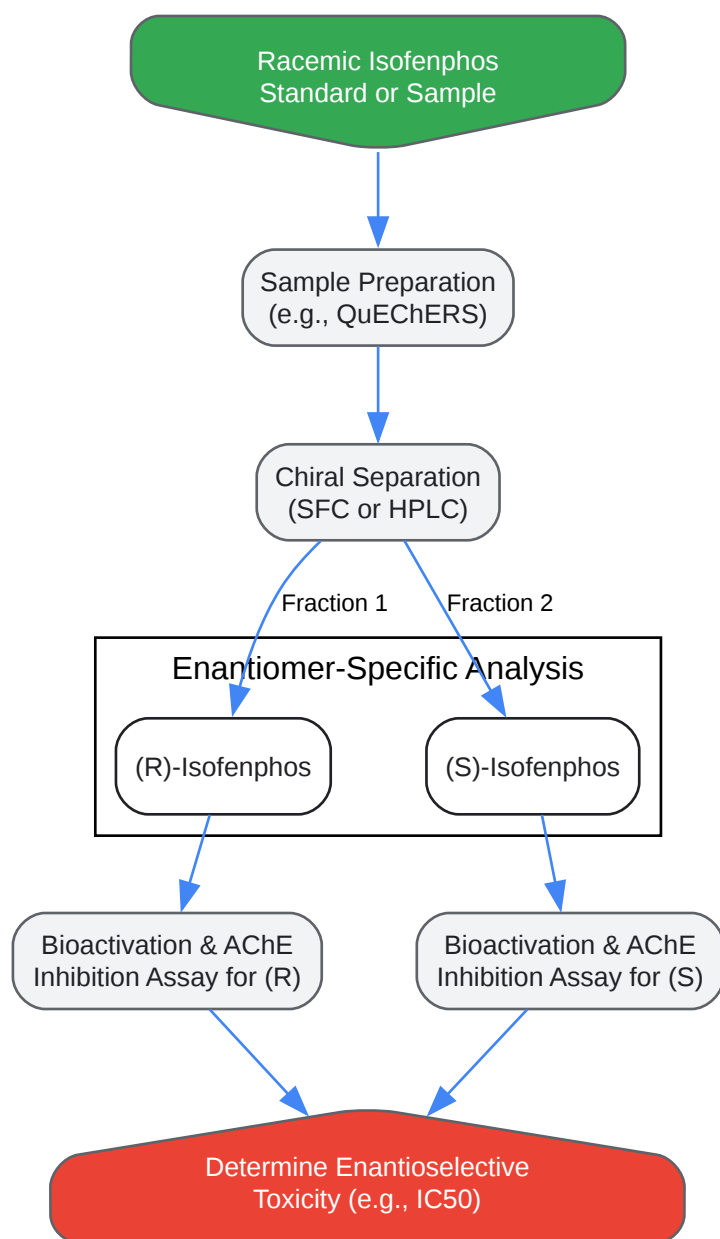 Racemic Isofenphos
Standard or Sample
Sample Preparation
(e.g., QuEChERS)
Chiral Separation
(SFC or HPLC)
Fraction 1
Fraction 2
Enantiomer-Specific Analysis
(R)-Isofenphos
(S)-Isofenphos
Bioactivation & AChE
Inhibition Assay for (R)
Bioactivation & AChE
Inhibition Assay for (S)
Determine Enantioselective
Toxicity (e.g., IC50)